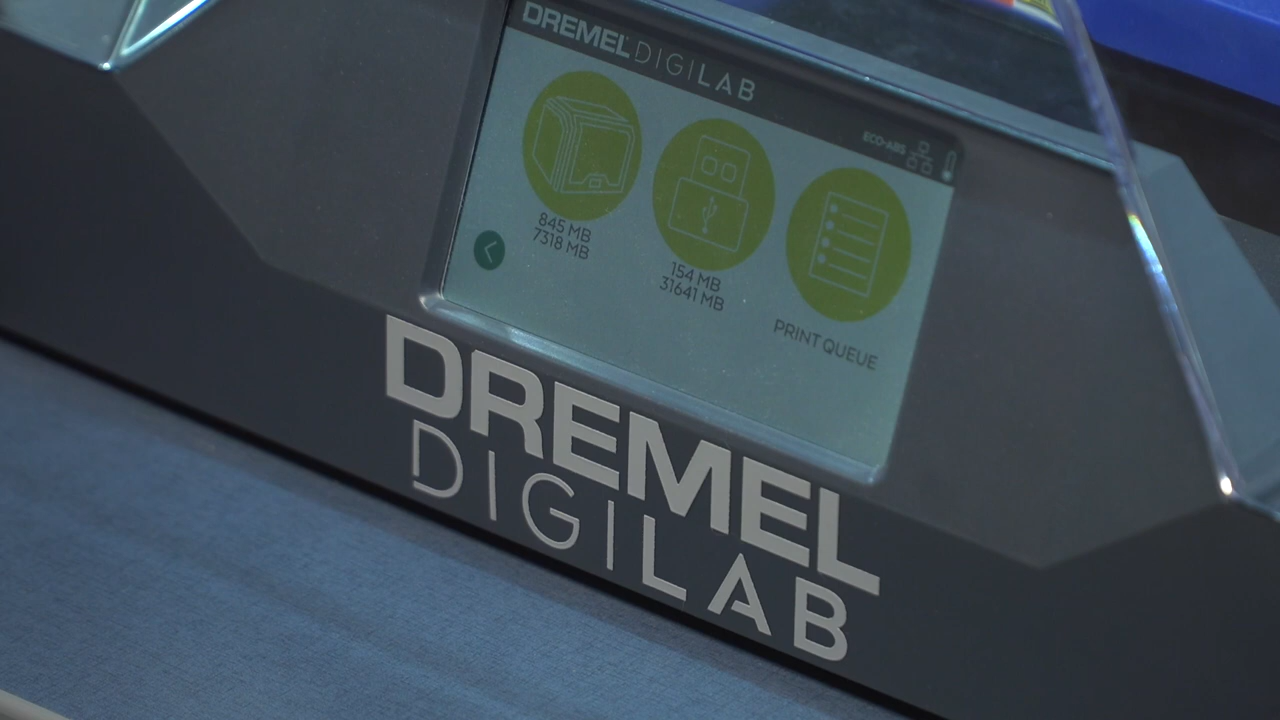 DREMEL DIGILAB
ECO-ABS
845 MB
7318 MB
154 MB
31641 MB
PRINT QUEUE
DREMEL
DIGILAB